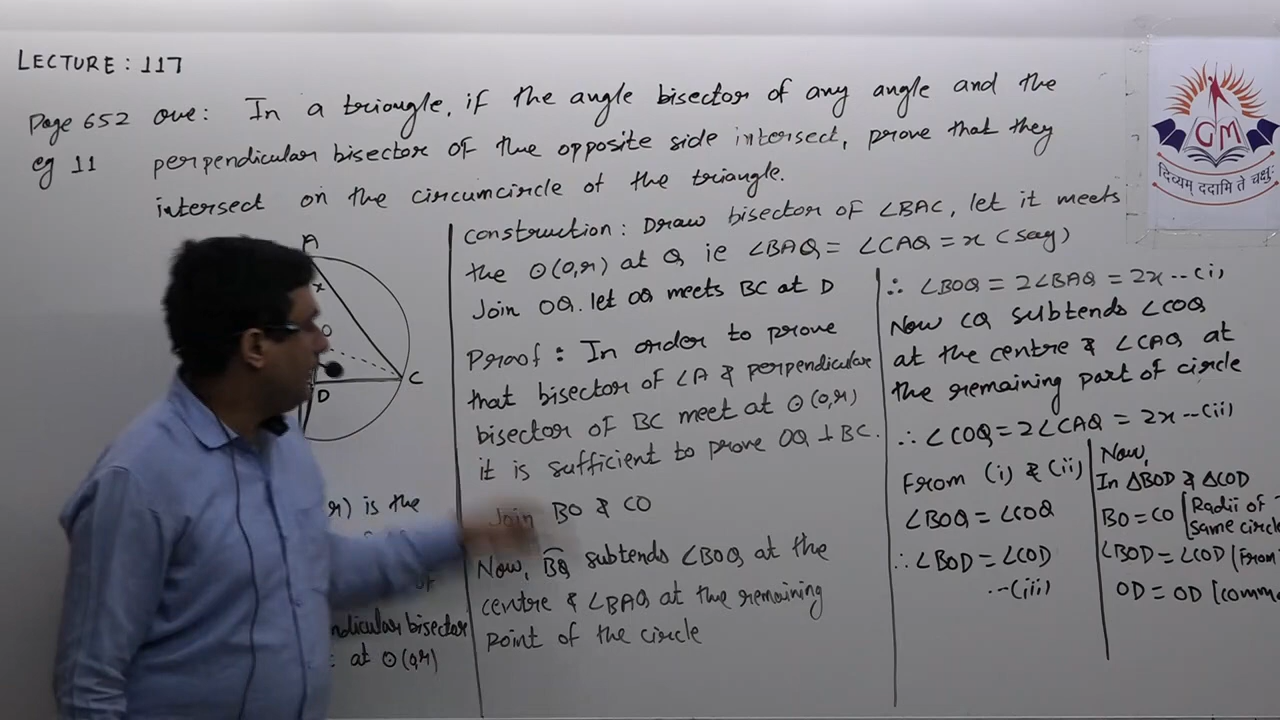 LECTURE : 117
Page 652 que: In a triangle, if the angle bisector of any angle and the
eg 11 perpendicular bisector of the opposite side intersect, prove that they
intersect on the circumcircle of the triangle.
A
x
O
D
C
r) is the
ndicular bisector
at ⊙(O,r)
Construction: Draw bisector of ∠BAC, let it meets
the ⊙(O,r) at Q ie ∠BAQ = ∠CAQ = x (say)
Join OQ. let OQ meets BC at D
Proof: In order to prove
that bisector of ∠A & perpendicular
bisector of BC meet at ⊙(O,r)
it is sufficient to prove OQ ⊥ BC.
Join BO & CO
Now, B͡Q subtends ∠BOQ at the
centre & ∠BAQ at the remaining
point of the circle
∴ ∠BOQ = 2∠BAQ = 2x --(i)
Now CQ subtends ∠COQ
at the centre & ∠CAQ at
the remaining part of circle
∴ ∠COQ = 2∠CAQ = 2x --(ii)
From (i) & (ii)
∠BOQ = ∠COQ
∴ ∠BOD = ∠COD
--(iii)
Now,
In ΔBOD & ΔCOD
BO = CO [Radii of
same circle
∠BOD = ∠COD [From
OD = OD [comm
GM
दिव्यम् ददामि ते चक्षुः